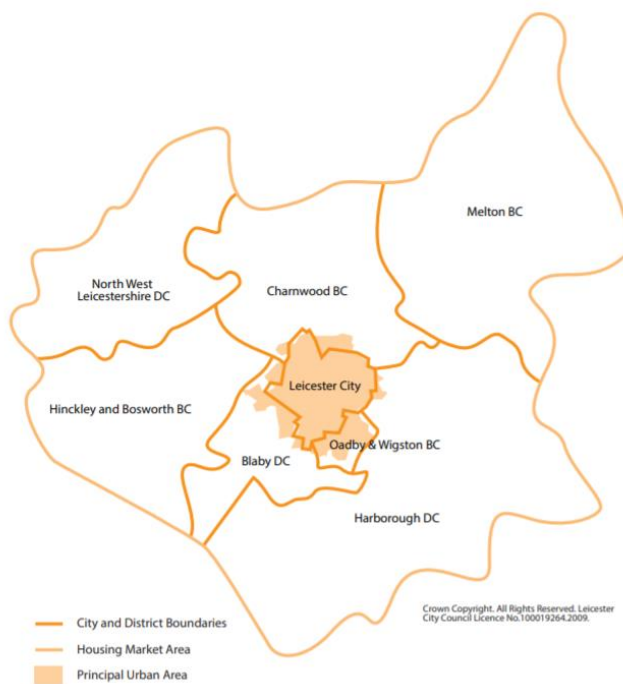 Melton BC
North West
Leicestershire DC
Charnwood BC
Leicester City
Hinckley and Bosworth BC
Oadby & Wigston BC
Blaby DC
Harborough DC
Crown Copyright. All Rights Reserved. Leicester
City Council Licence No.100019264.2009.
City and District Boundaries
Housing Market Area
Principal Urban Area